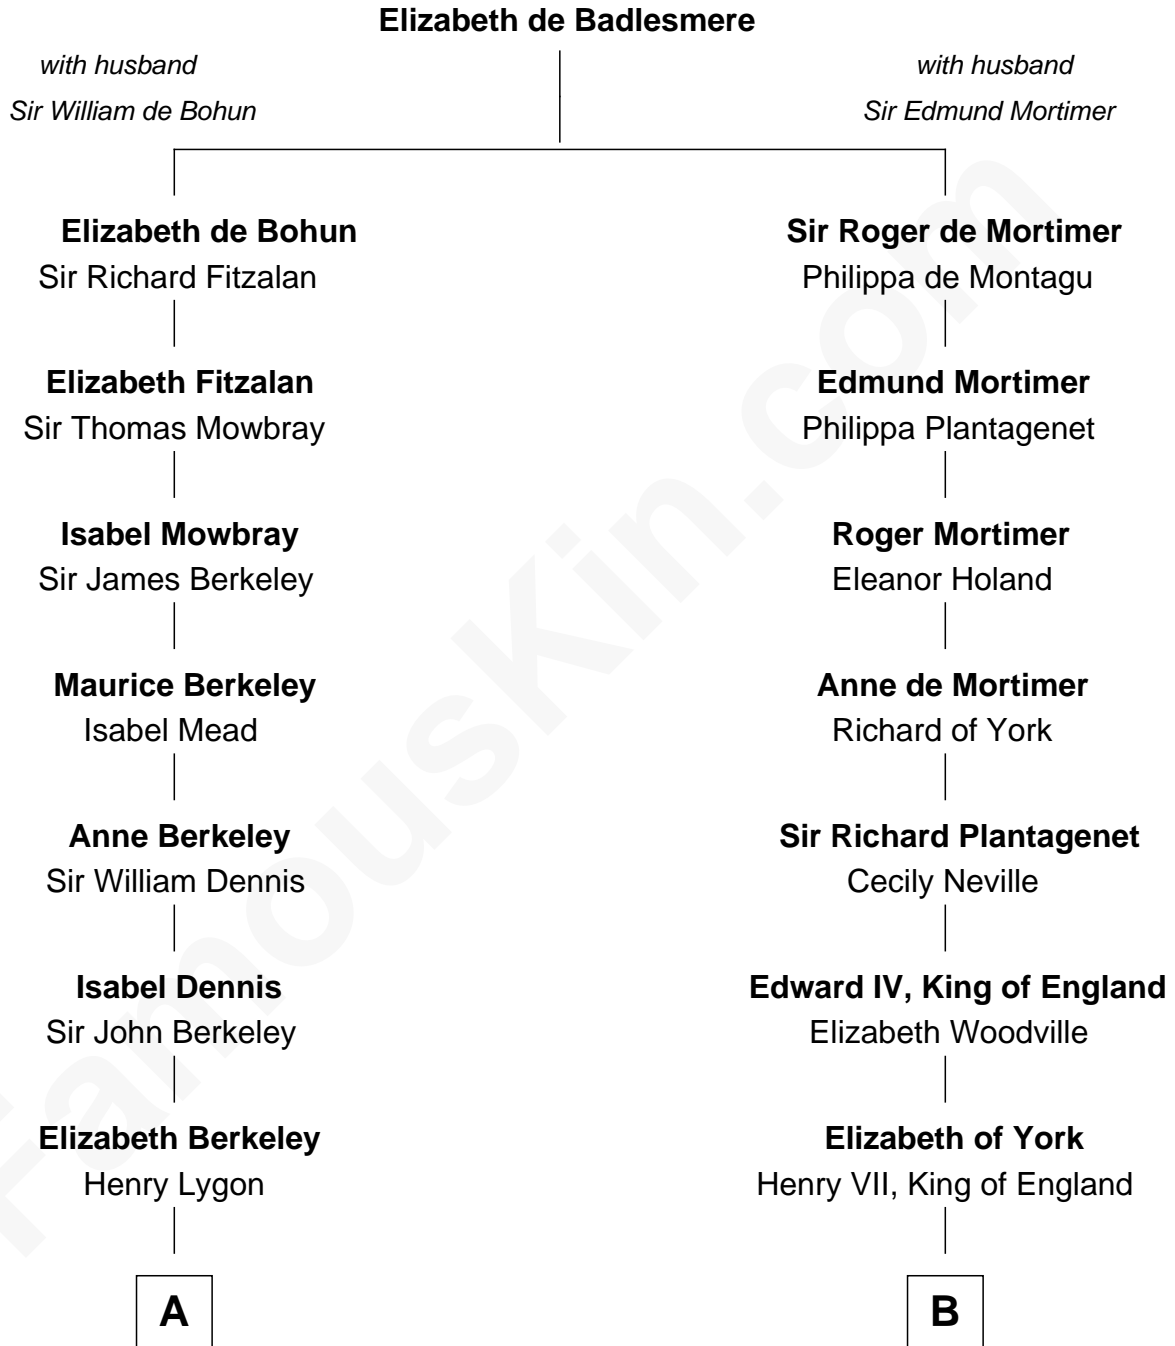 Elizabeth de Badlesmere
with husband
Sir William de Bohun
with husband
Sir Edmund Mortimer
Elizabeth de Bohun
Sir Richard Fitzalan
Sir Roger de Mortimer
Philippa de Montagu
Elizabeth Fitzalan
Sir Thomas Mowbray
Edmund Mortimer
Philippa Plantagenet
Isabel Mowbray
Sir James Berkeley
Roger Mortimer
Eleanor Holand
Maurice Berkeley
Isabel Mead
Anne de Mortimer
Richard of York
Anne Berkeley
Sir William Dennis
Sir Richard Plantagenet
Cecily Neville
Isabel Dennis
Sir John Berkeley
Edward IV, King of England
Elizabeth Woodville
Elizabeth Berkeley
Henry Lygon
Elizabeth of York
Henry VII, King of England
A
B
FamousKin.com